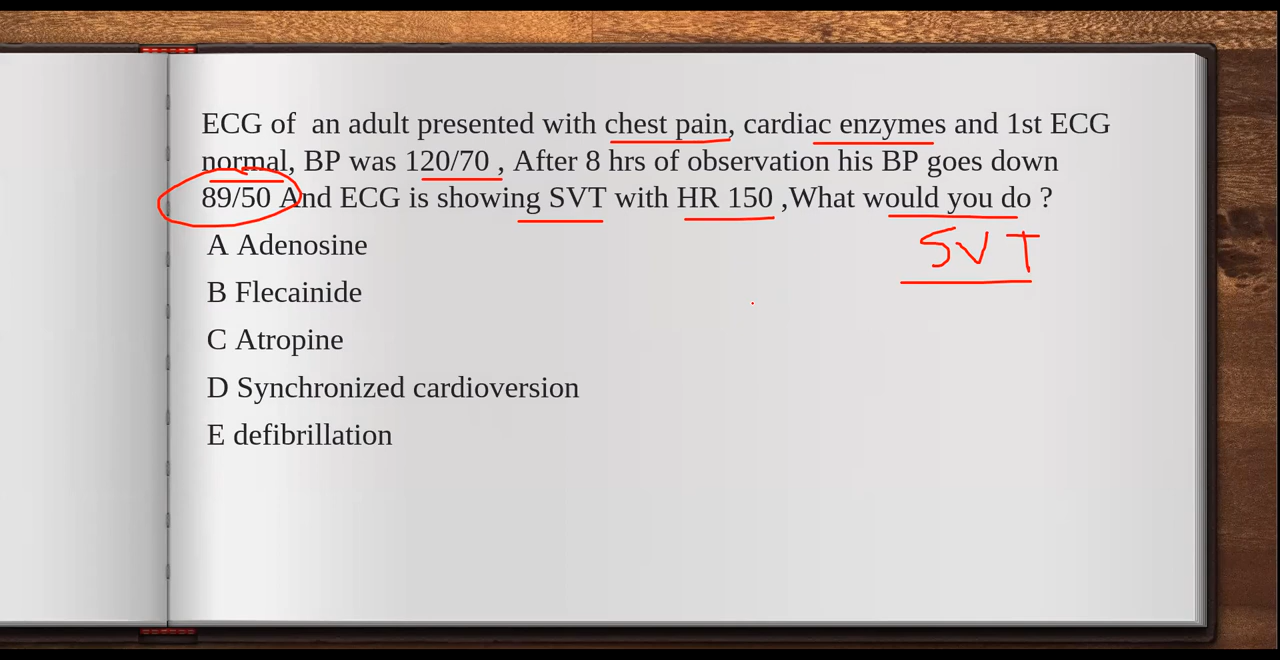 ECG of  an adult presented with chest pain, cardiac enzymes and 1st ECG
normal, BP was 120/70 , After 8 hrs of observation his BP goes down
89/50 And ECG is showing SVT with HR 150 ,What would you do ?
A Adenosine
SVT
B Flecainide
C Atropine
D Synchronized cardioversion
E defibrillation